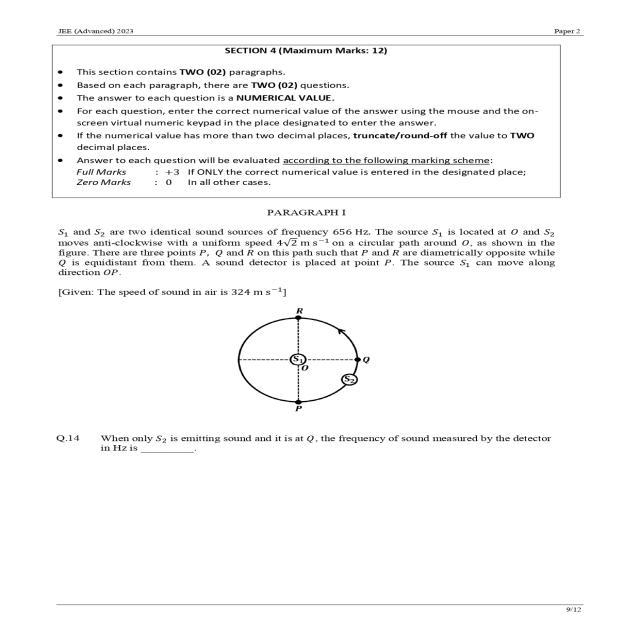 JEE (Advanced) 2023 Paper 2
SECTION 4 (Maximum Marks: 12)
• This section contains TWO (02) paragraphs.
• Based on each paragraph, there are TWO (02) questions.
• The answer to each question is a NUMERICAL VALUE.
• For each question, enter the correct numerical value of the answer using the mouse and the on-
screen virtual numeric keypad in the place designated to enter the answer.
• If the numerical value has more than two decimal places, truncate/round-off the value to TWO
decimal places.
• Answer to each question will be evaluated according to the following marking scheme:
Full Marks : +3 If ONLY the correct numerical value is entered in the designated place;
Zero Marks : 0 In all other cases.
PARAGRAPH I
S₁ and S₂ are two identical sound sources of frequency 656 Hz. The source S₁ is located at O and S₂
moves anti-clockwise with a uniform speed 4√2 m s⁻¹ on a circular path around O, as shown in the
figure. There are three points P, Q and R on this path such that P and R are diametrically opposite while
Q is equidistant from them. A sound detector is placed at point P. The source S₁ can move along
direction OP.
[Given: The speed of sound in air is 324 m s⁻¹]
R
S₁
O
Q
S₂
P
Q.14 When only S₂ is emitting sound and it is at Q, the frequency of sound measured by the detector
in Hz is _________.
9/12